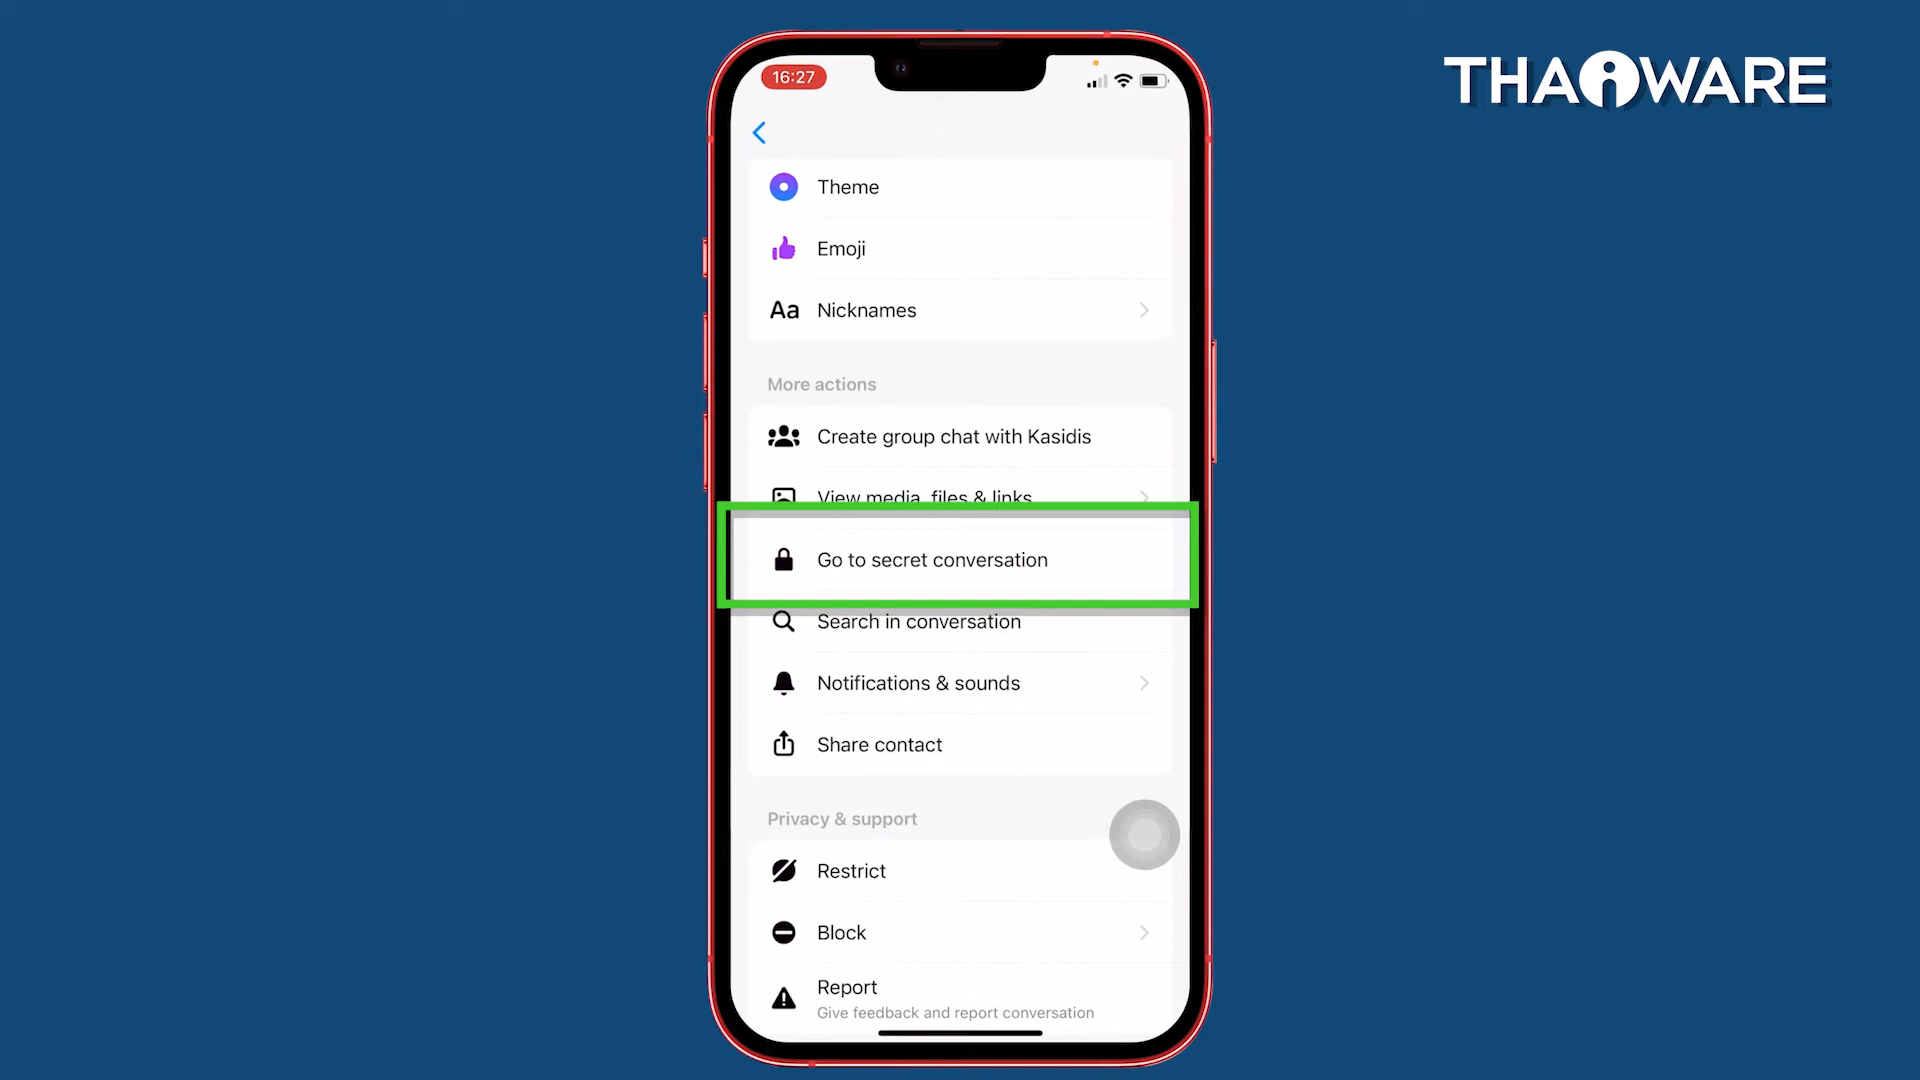 THAiWARE
16:27
Theme
Emoji
Aa Nicknames
More actions
Create group chat with Kasidis
View media, files & links
Go to secret conversation
Search in conversation
Notifications & sounds
Share contact
Privacy & support
Restrict
Block
Report
Give feedback and report conversation